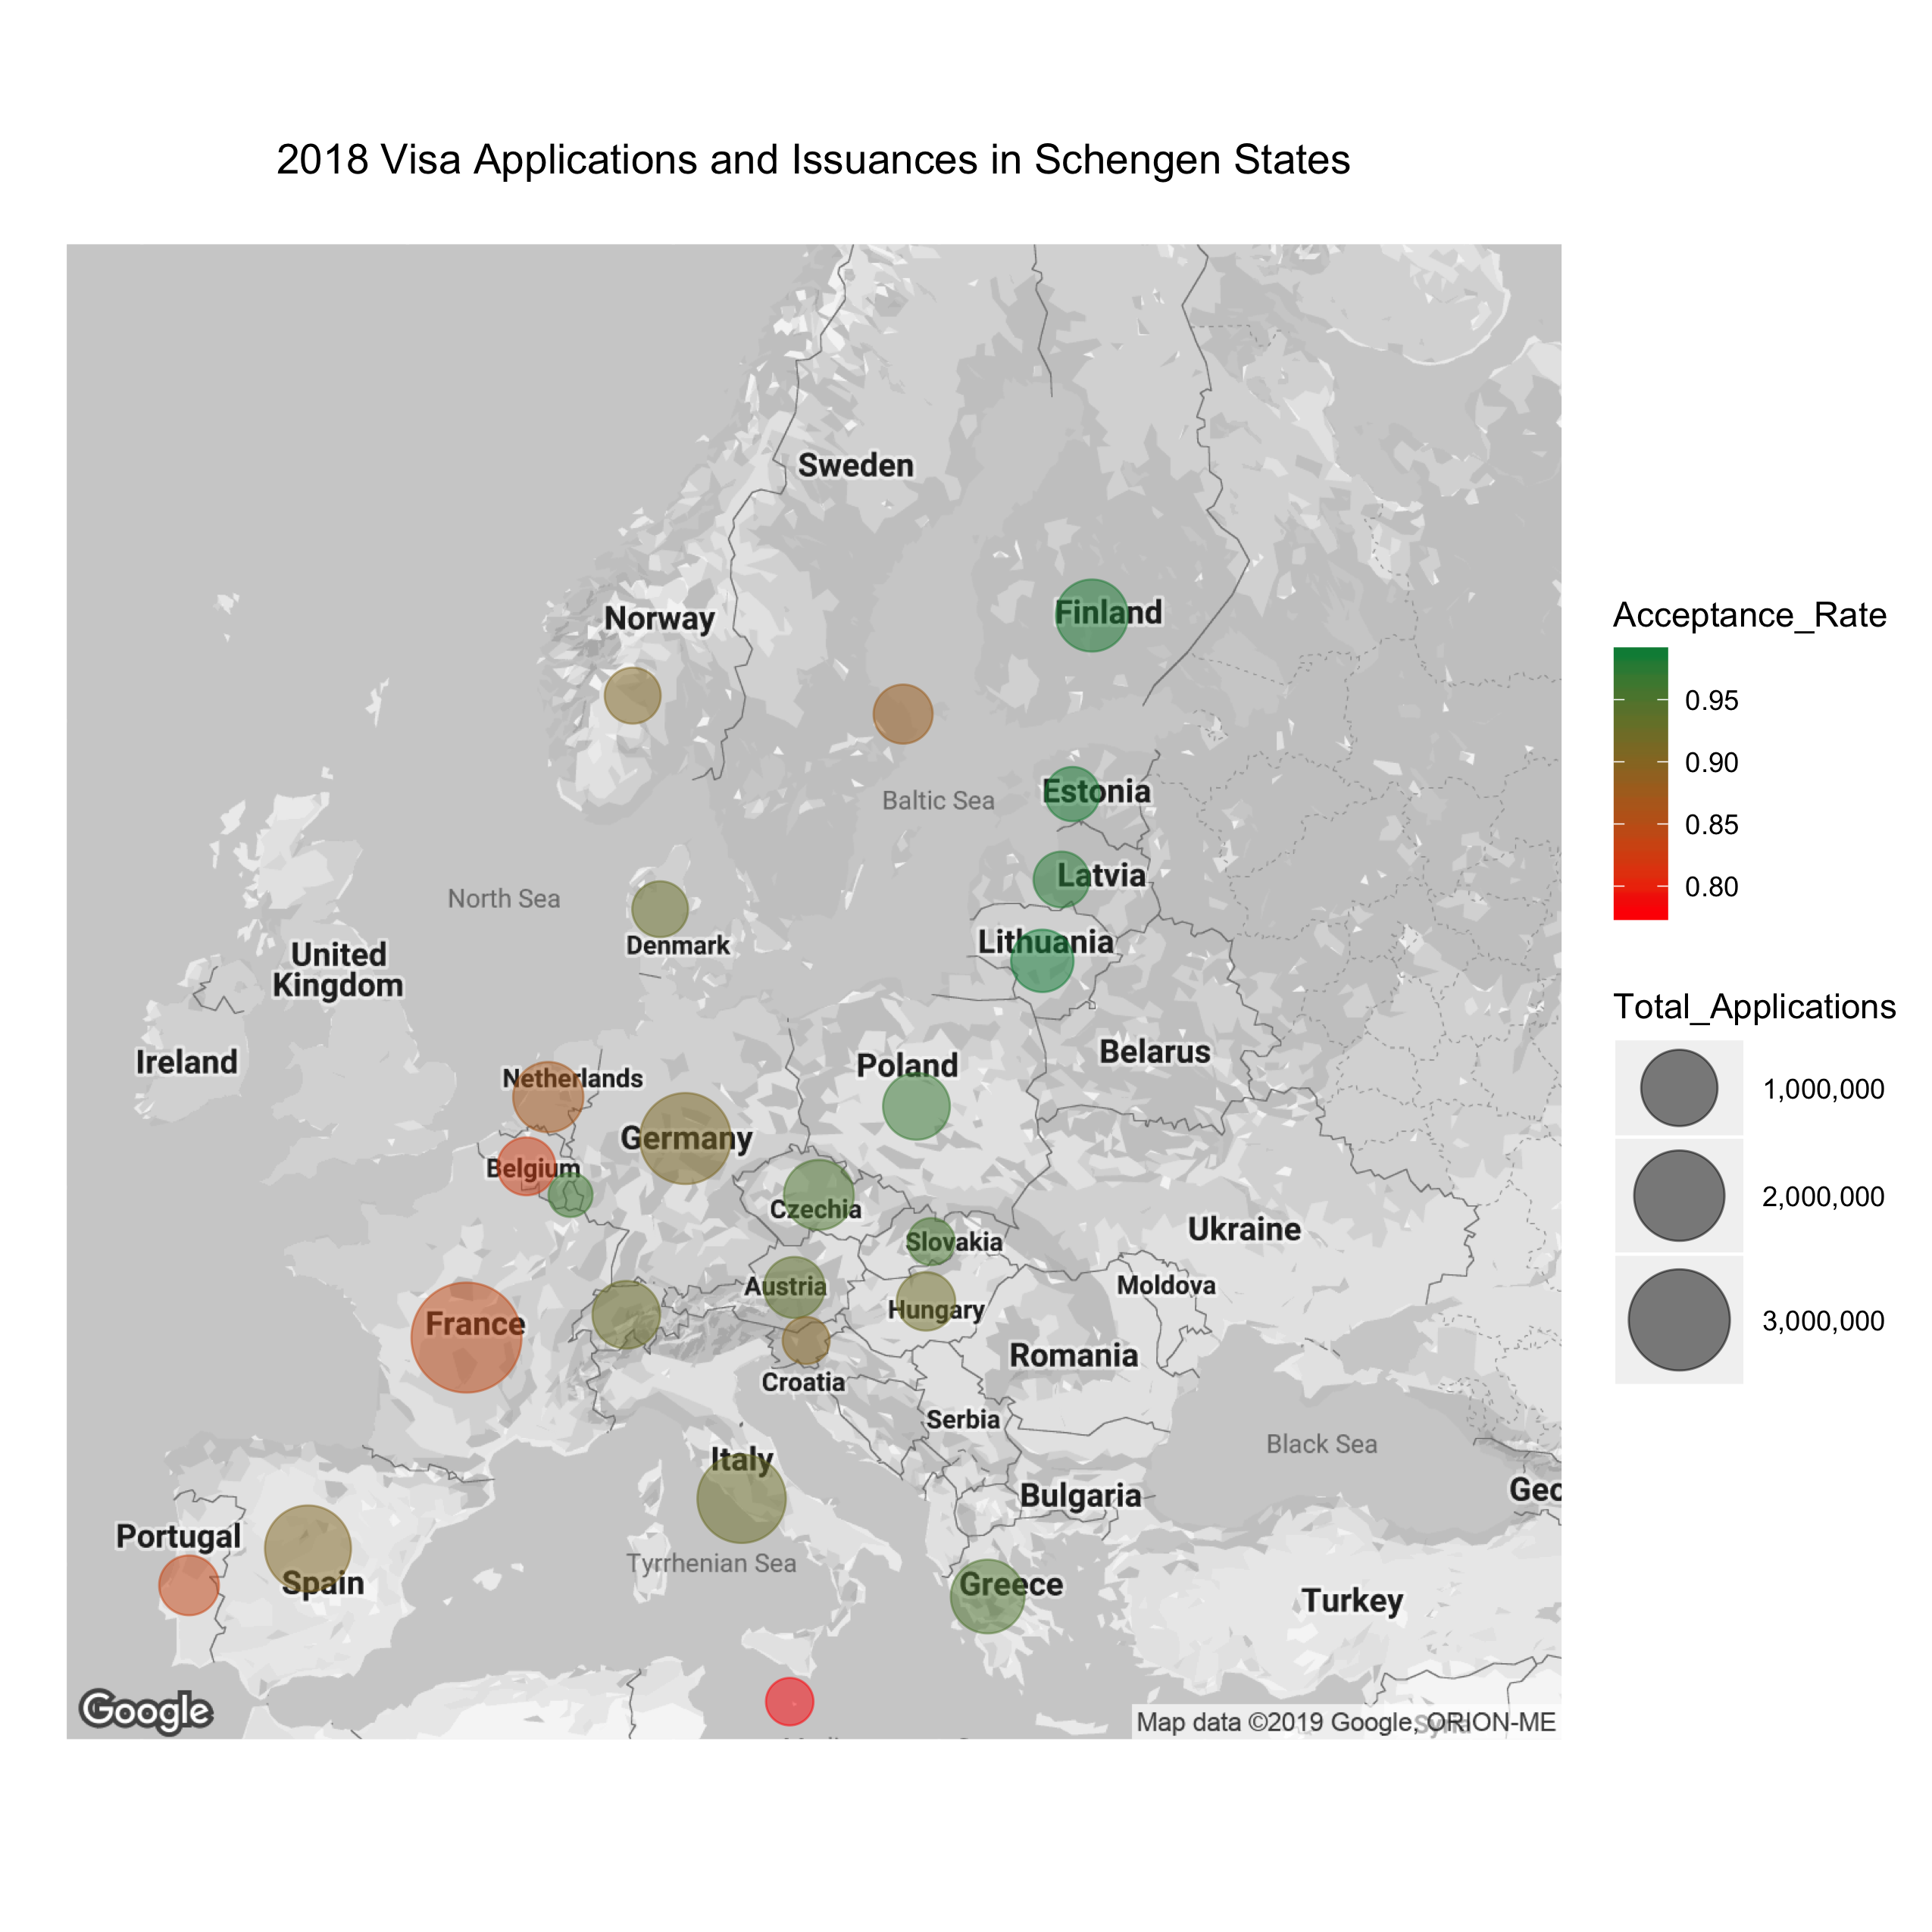 2018 Visa Applications and Issuances in Schengen States
Sweden
Norway
Finland
Baltic Sea
Estonia
Latvia
North Sea
Denmark
Lithuania
United
Kingdom
Ireland
Netherlands
Poland
Belarus
Germany
Belgium
Czechia
Slovakia
Ukraine
Austria
Hungary
Moldova
France
Romania
Croatia
Serbia
Black Sea
Italy
Bulgaria
Geo
Portugal
Spain
Tyrrhenian Sea
Greece
Turkey
Google
Map data ©2019 Google, ORION-ME
Syria
Acceptance_Rate
0.95
0.90
0.85
0.80
Total_Applications
1,000,000
2,000,000
3,000,000